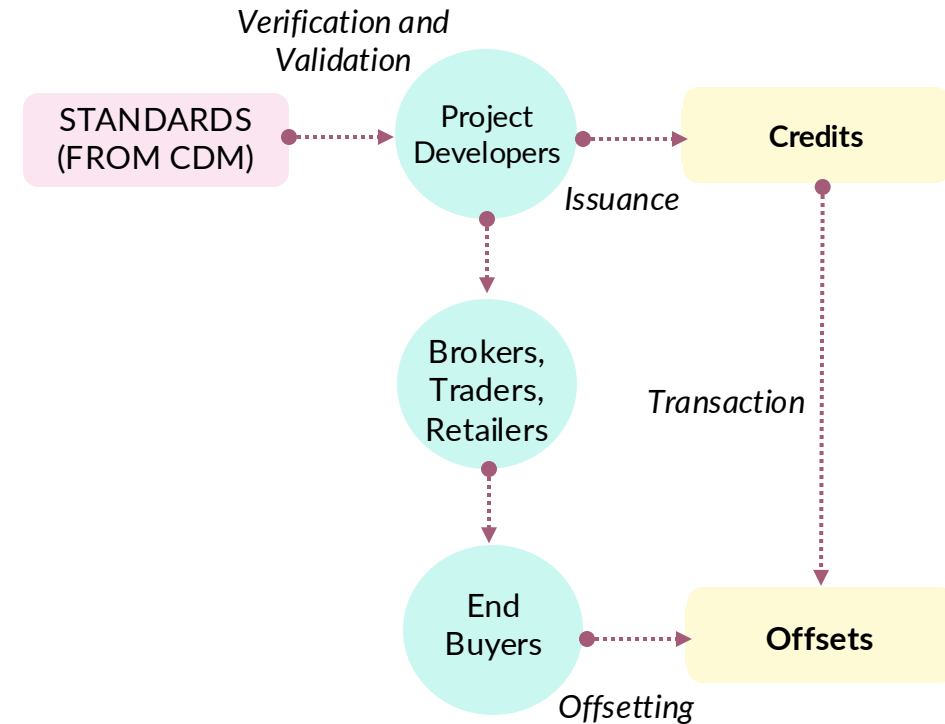 Verification and
Validation
STANDARDS
(FROM CDM)
Project
Developers
Credits
Issuance
Brokers,
Traders,
Retailers
Transaction
End
Buyers
Offsets
Offsetting